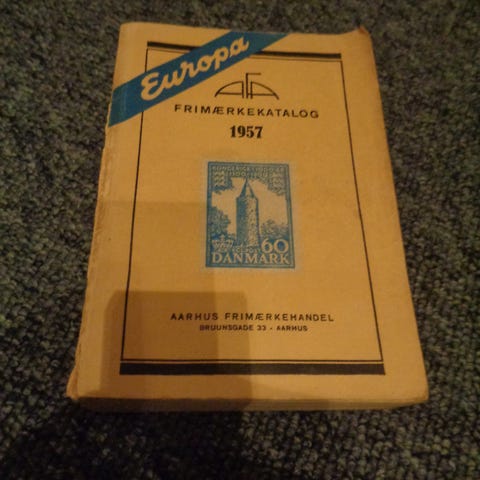 Europa
AFA
FRIMÆRKEKATALOG
1957
60
DANMARK
AARHUS FRIMÆRKEHANDEL
BRUUNSGADE 33 - AARHUS